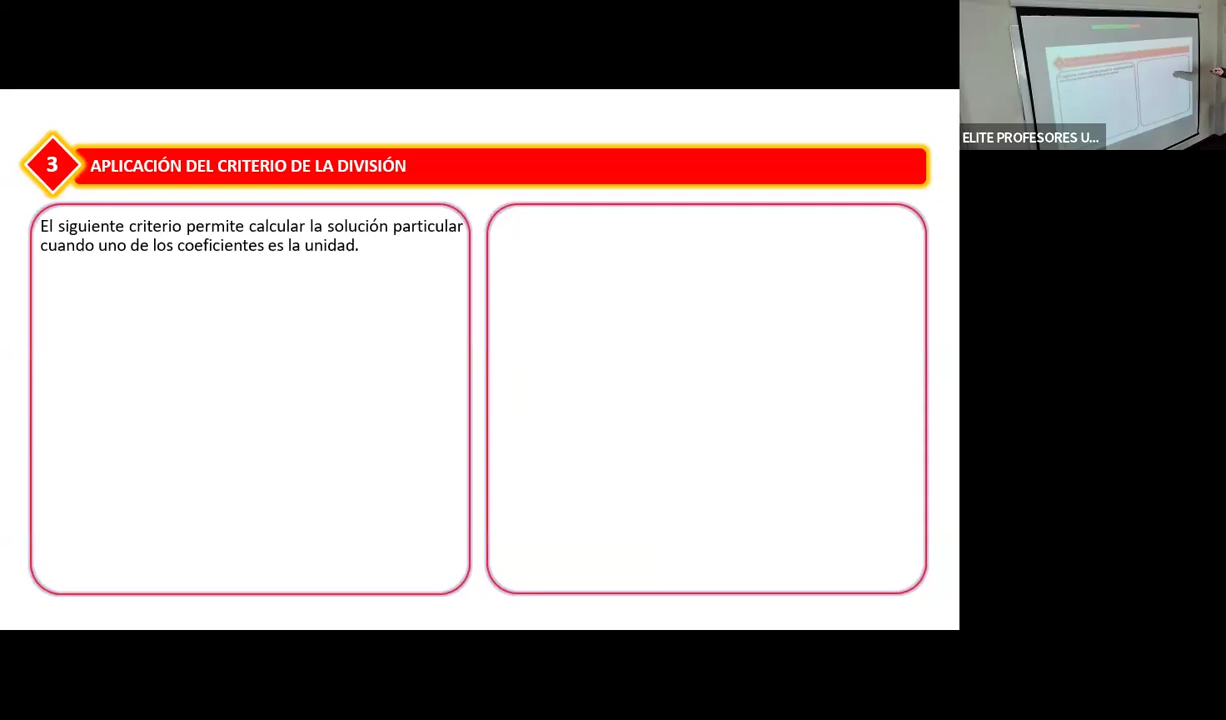 3
APLICACIÓN DEL CRITERIO DE LA DIVISIÓN
El siguiente criterio permite calcular la solución particular
cuando uno de los coeficientes es la unidad.
ELITE PROFESORES U...